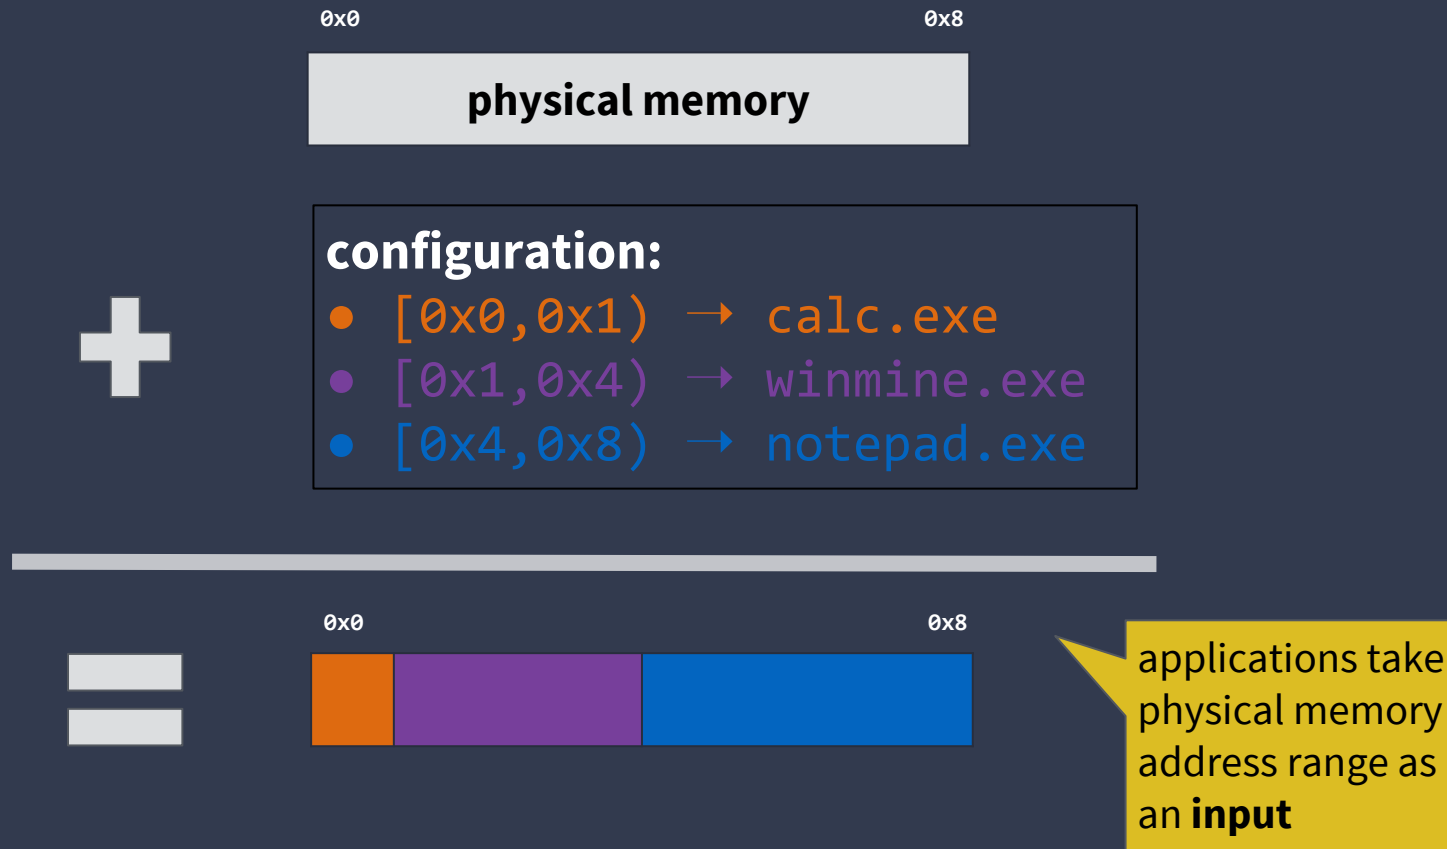 0x0 0x8
physical memory
configuration:
● [0x0,0x1) → calc.exe
● [0x1,0x4) → winmine.exe
● [0x4,0x8) → notepad.exe
0x0 0x8
applications take
physical memory
address range as
an input